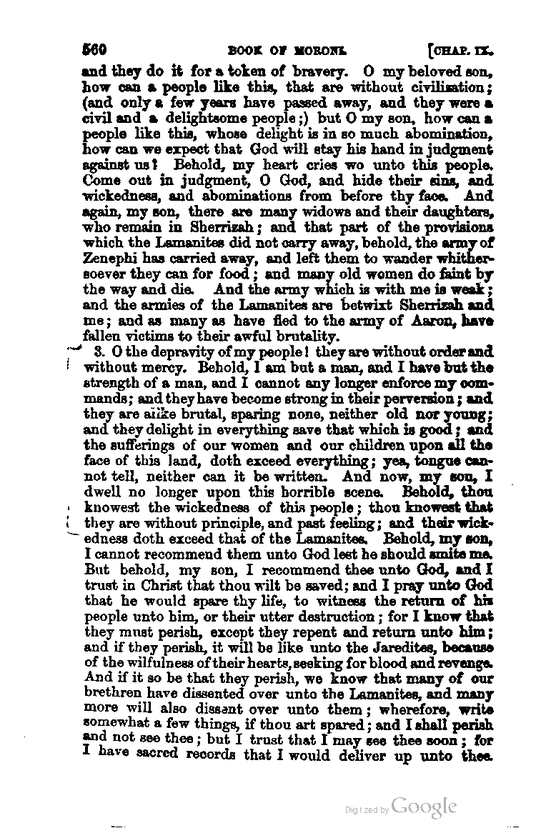 560 BOOK OF MORONI. [CHAP. IX.
and they do it for a token of bravery. O my beloved son,
how can a people like this, that are without civilization;
(and only a few years have passed away, and they were a
civil and a delightsome people;) but O my son, how can a
people like this, whose delight is in so much abomination,
how can we expect that God will stay his hand in judgment
against us? Behold, my heart cries wo unto this people.
Come out in judgment, O God, and hide their sins, and
wickedness, and abominations from before thy face. And
again, my son, there are many widows and their daughters,
who remain in Sherrizah; and that part of the provisions
which the Lamanites did not carry away, behold, the army of
Zenephi has carried away, and left them to wander whither-
soever they can for food; and many old women do faint by
the way and die. And the army which is with me is weak;
and the armies of the Lamanites are betwixt Sherrizah and
me; and as many as have fled to the army of Aaron, have
fallen victims to their awful brutality.
3. O the depravity of my people! they are without order and
without mercy. Behold, I am but a man, and I have but the
strength of a man, and I cannot any longer enforce my com-
mands; and they have become strong in their perversion; and
they are alike brutal, sparing none, neither old nor young;
and they delight in everything save that which is good; and
the sufferings of our women and our children upon all the
face of this land, doth exceed everything; yea, tongue can-
not tell, neither can it be written. And now, my son, I
dwell no longer upon this horrible scene. Behold, thou
knowest the wickedness of this people; thou knowest that
they are without principle, and past feeling; and their wick-
edness doth exceed that of the Lamanites. Behold, my son,
I cannot recommend them unto God lest he should smite me.
But behold, my son, I recommend thee unto God, and I
trust in Christ that thou wilt be saved; and I pray unto God
that he would spare thy life, to witness the return of his
people unto him, or their utter destruction; for I know that
they must perish, except they repent and return unto him;
and if they perish, it will be like unto the Jaredites, because
of the wilfulness of their hearts, seeking for blood and revenge.
And if it so be that they perish, we know that many of our
brethren have dissented over unto the Lamanites, and many
more will also dissent over unto them; wherefore, write
somewhat a few things, if thou art spared; and I shall perish
and not see thee; but I trust that I may see thee soon; for
I have sacred records that I would deliver up unto thee.
Digitized by Google